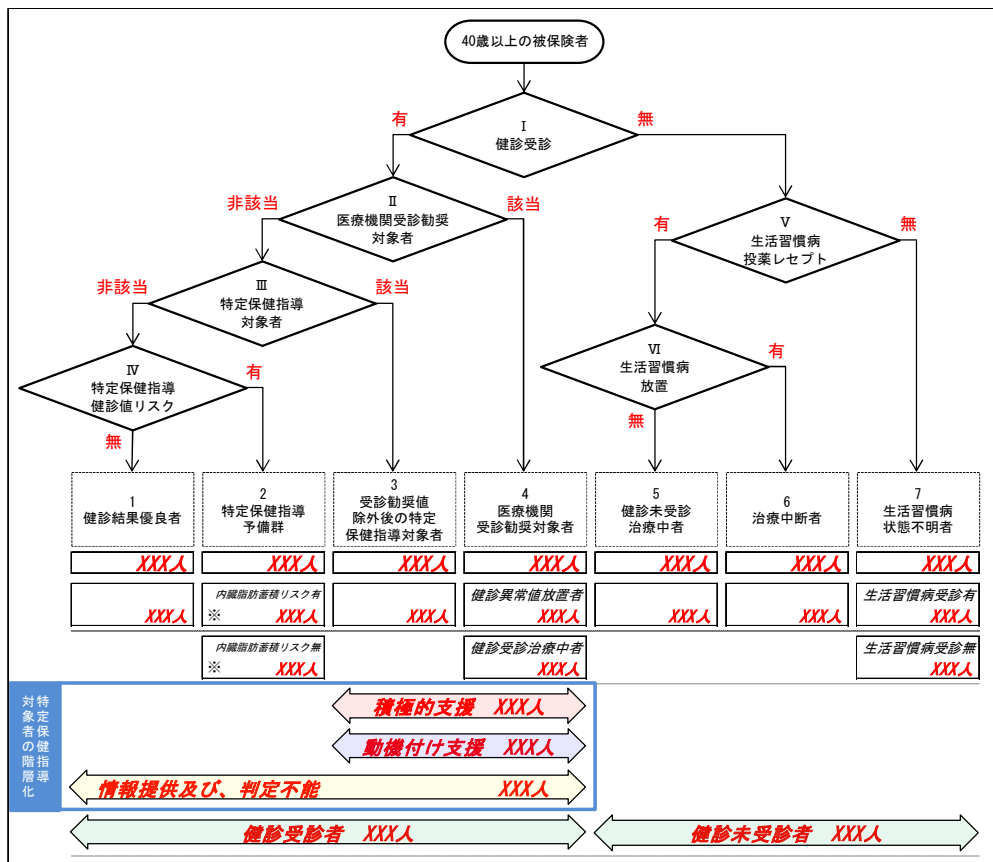 40歳以上の被保険者
Ⅰ
健診受診
有
無
Ⅱ
医療機関受診勧奨
対象者
非該当
該当
Ⅴ
生活習慣病
投薬レセプト
有
無
Ⅲ
特定保健指導
対象者
非該当
該当
Ⅵ
生活習慣病
放置
有
無
Ⅳ
特定保健指導
健診値リスク
有
無
1
健診結果優良者
2
特定保健指導
予備群
3
受診勧奨値
除外後の特定
保健指導対象者
4
医療機関
受診勧奨対象者
5
健診未受診
治療中者
6
治療中断者
7
生活習慣病
状態不明者
XXX人
XXX人
XXX人
XXX人
XXX人
XXX人
XXX人
XXX人
内臓脂肪蓄積リスク有
※ XXX人
XXX人
健診異常値放置者
XXX人
生活習慣病受診有
XXX人
内臓脂肪蓄積リスク無
※ XXX人
健診受診治療中者
XXX人
生活習慣病受診無
XXX人
特定保健指導
対象者の階層化
積極的支援 XXX人
動機付け支援 XXX人
情報提供及び、判定不能 XXX人
健診受診者 XXX人
健診未受診者 XXX人